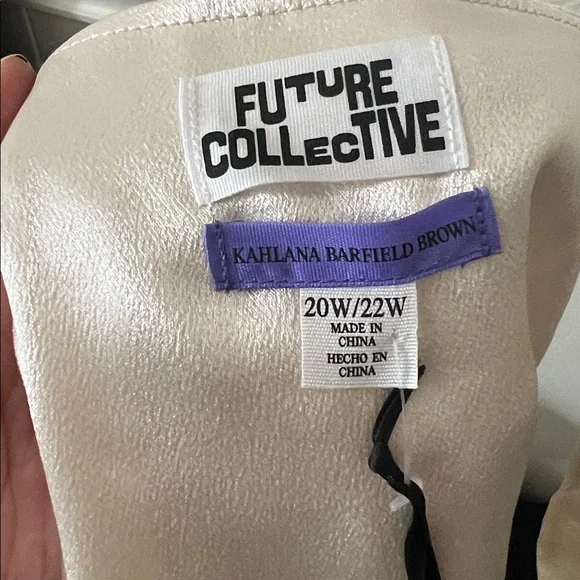 FUTURE
COLLECTIVE
KAHLANA BARFIELD BROWN
20W/22W
MADE IN
CHINA
HECHO EN
CHINA